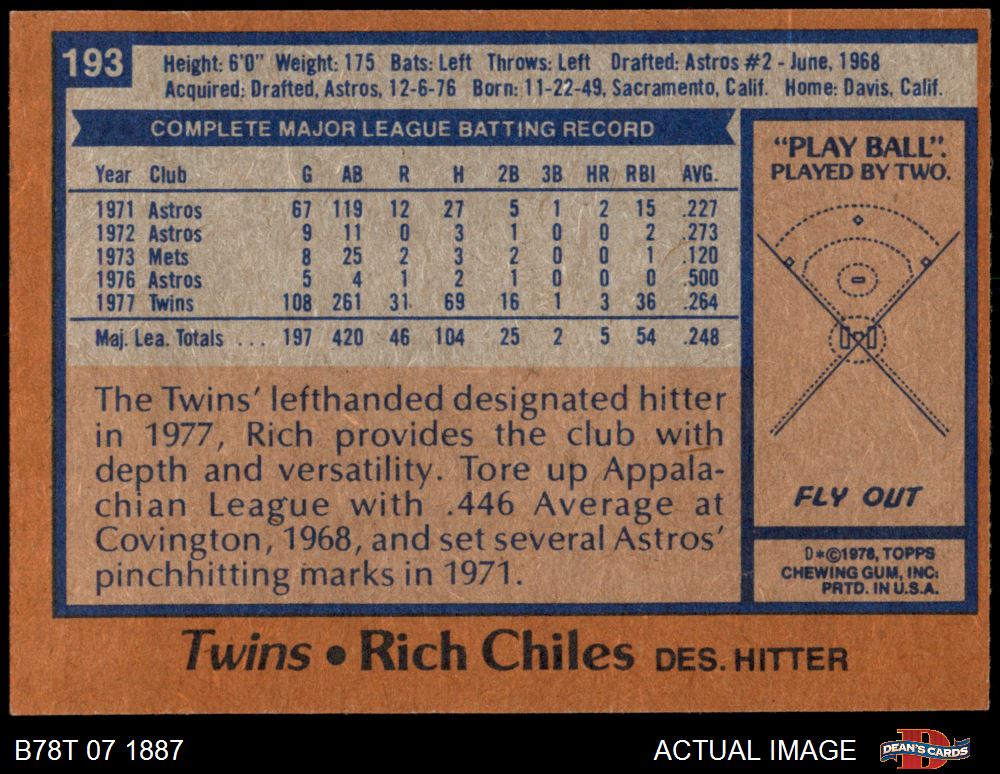 193
Height: 6'0" Weight: 175 Bats: Left Throws: Left Drafted: Astros #2 - June, 1968
Acquired: Drafted, Astros, 12-6-76 Born: 11-22-49, Sacramento, Calif. Home: Davis, Calif.
COMPLETE MAJOR LEAGUE BATTING RECORD
Year Club G AB R H 2B 3B HR RBI AVG.
1971 Astros 67 119 12 27 5 1 2 15 .227
1972 Astros 9 11 0 3 1 0 0 2 .273
1973 Mets 8 25 2 3 2 0 0 1 .120
1976 Astros 5 4 1 2 1 0 0 0 .500
1977 Twins 108 261 31 69 16 1 3 36 .264
Maj. Lea. Totals ... 197 420 46 104 25 2 5 54 .248
The Twins' lefthanded designated hitter
in 1977, Rich provides the club with
depth and versatility. Tore up Appala-
chian League with .446 Average at
Covington, 1968, and set several Astros'
pinchhitting marks in 1971.
"PLAY BALL".
PLAYED BY TWO.
FLY OUT
D*©1978, TOPPS
CHEWING GUM, INC.
PRTD. IN U.S.A.
Twins • Rich Chiles DES. HITTER
B78T 07 1887
ACTUAL IMAGE
DEAN'S CARDS